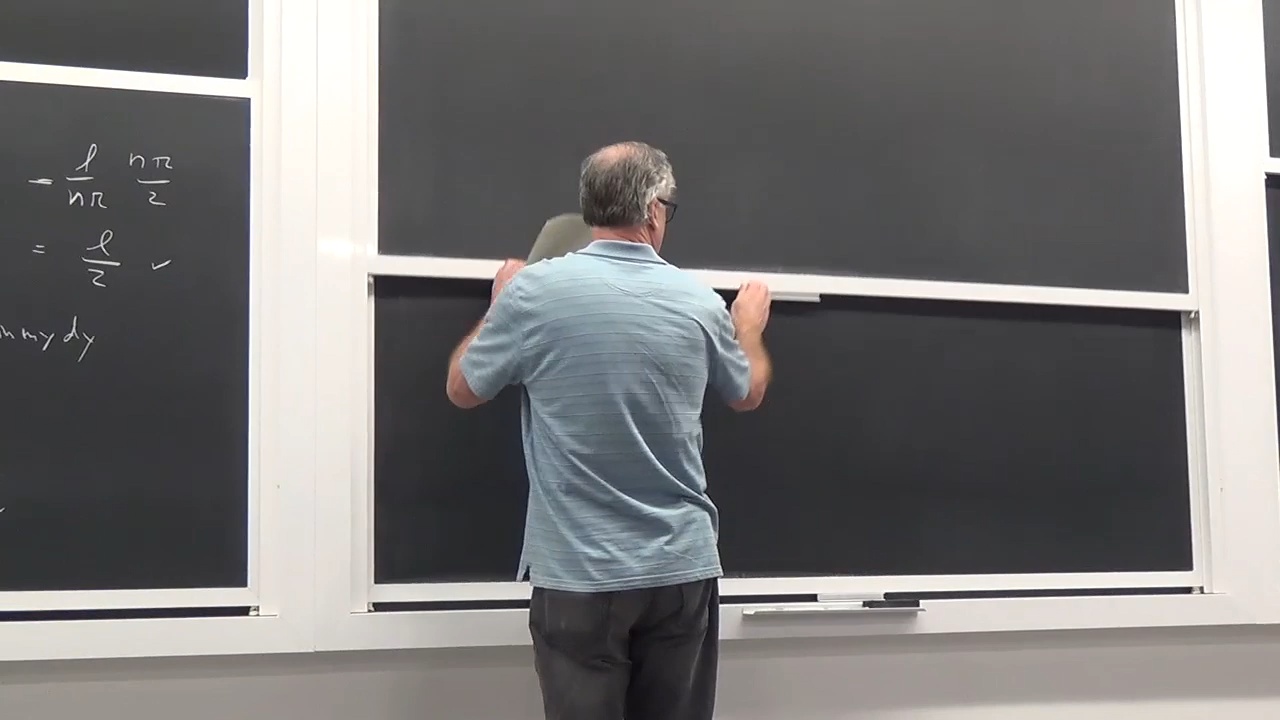 = l/nπ nπ/2
= l/2 ✓
my dy